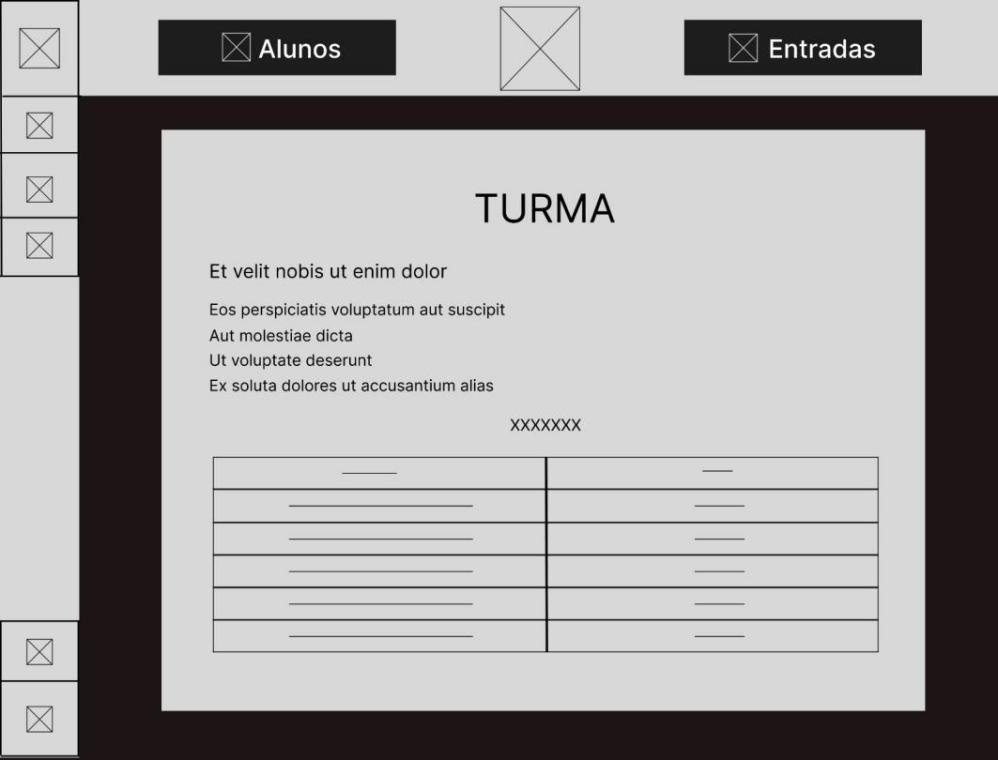 Alunos
Entradas
TURMA
Et velit nobis ut enim dolor
Eos perspiciatis voluptatum aut suscipit
Aut molestiae dicta
Ut voluptate deserunt
Ex soluta dolores ut accusantium alias
XXXXXXX